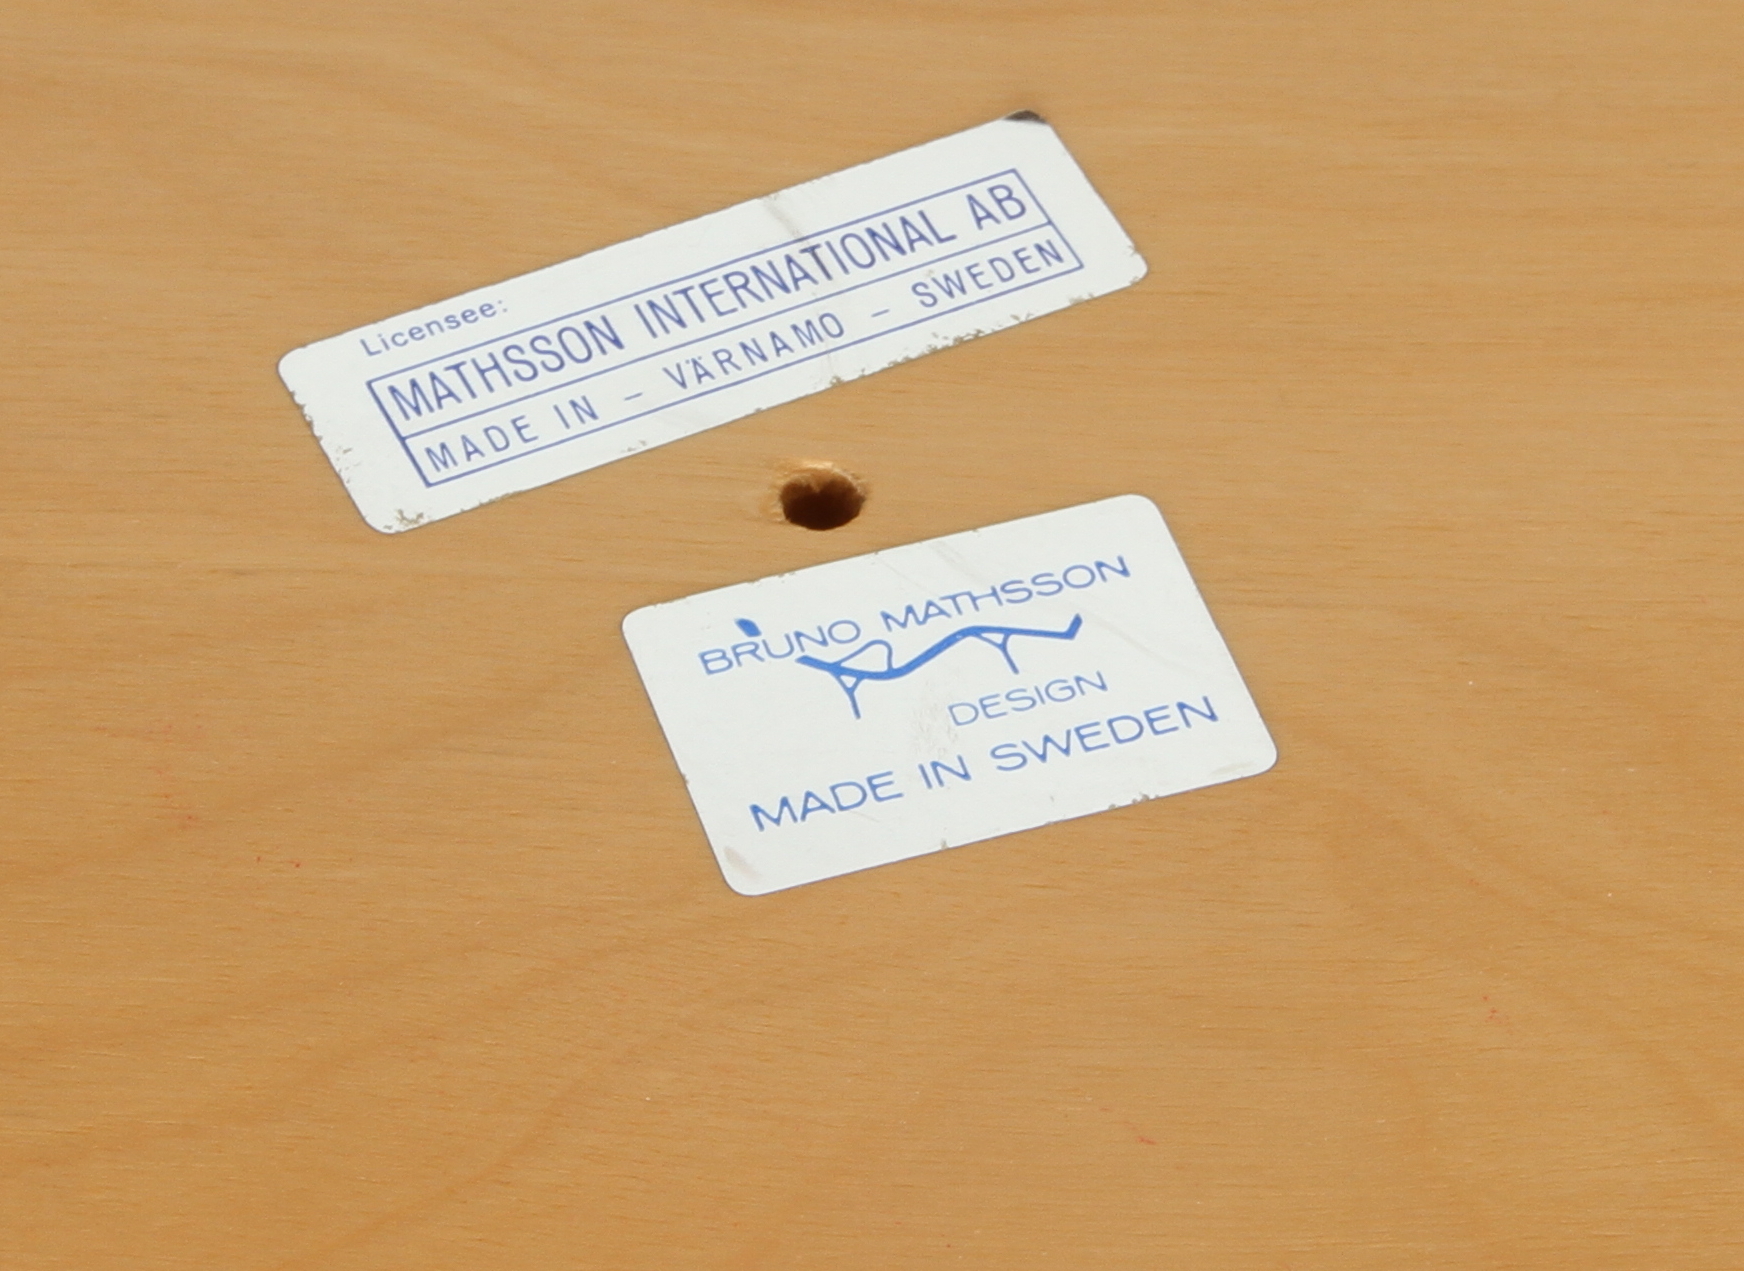 Licensee:
MATHSSON INTERNATIONAL AB
MADE IN – VÄRNAMO – SWEDEN
BRUNO MATHSSON
DESIGN
MADE IN SWEDEN